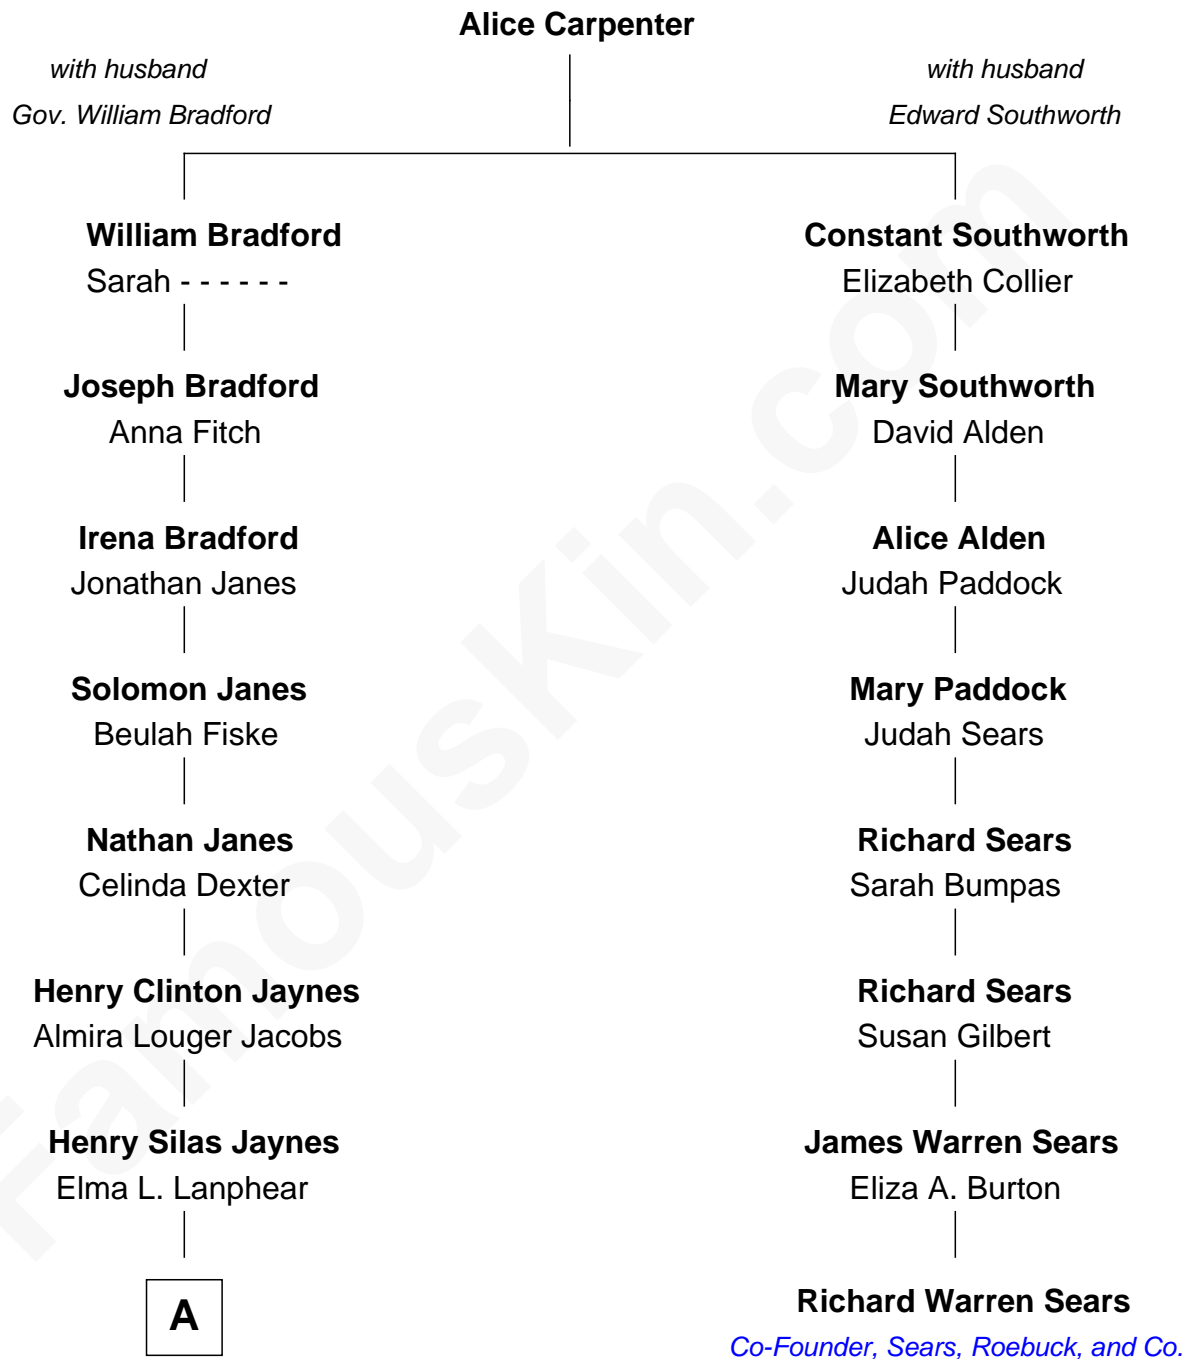 Alice Carpenter
with husband
Gov. William Bradford
with husband
Edward Southworth
William Bradford
Sarah - - - - - -
Constant Southworth
Elizabeth Collier
Joseph Bradford
Anna Fitch
Mary Southworth
David Alden
Irena Bradford
Jonathan Janes
Alice Alden
Judah Paddock
Solomon Janes
Beulah Fiske
Mary Paddock
Judah Sears
Nathan Janes
Celinda Dexter
Richard Sears
Sarah Bumpas
Henry Clinton Jaynes
Almira Louger Jacobs
Richard Sears
Susan Gilbert
Henry Silas Jaynes
Elma L. Lanphear
James Warren Sears
Eliza A. Burton
A
Richard Warren Sears
Co-Founder, Sears, Roebuck, and Co.
FamousKin.com